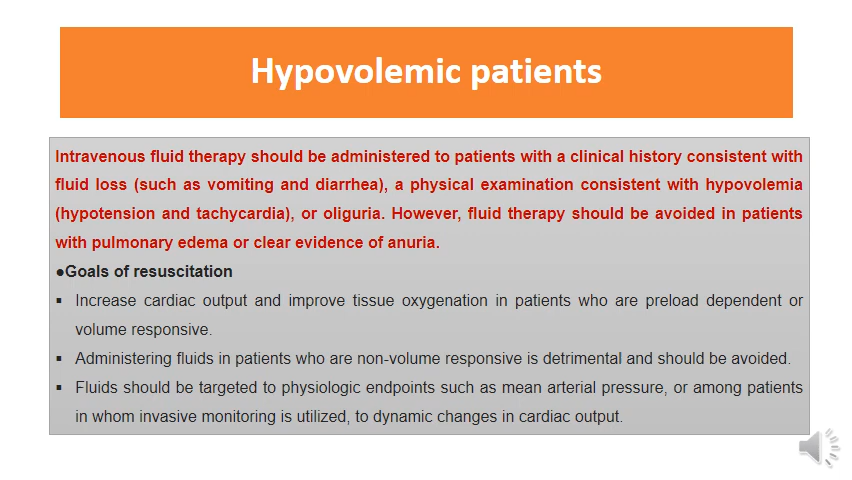 Hypovolemic patients
Intravenous fluid therapy should be administered to patients with a clinical history consistent with
fluid loss (such as vomiting and diarrhea), a physical examination consistent with hypovolemia
(hypotension and tachycardia), or oliguria. However, fluid therapy should be avoided in patients
with pulmonary edema or clear evidence of anuria.
●Goals of resuscitation
▪ Increase cardiac output and improve tissue oxygenation in patients who are preload dependent or
volume responsive.
▪ Administering fluids in patients who are non-volume responsive is detrimental and should be avoided.
▪ Fluids should be targeted to physiologic endpoints such as mean arterial pressure, or among patients
in whom invasive monitoring is utilized, to dynamic changes in cardiac output.